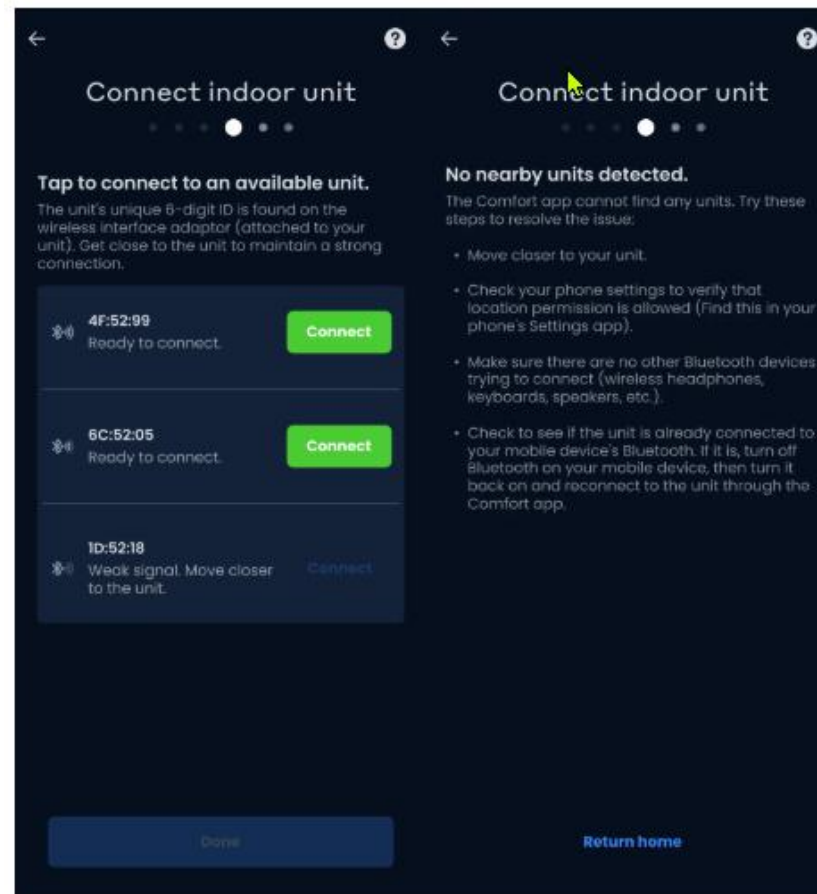 Connect indoor unit
Tap to connect to an available unit.
The unit's unique 6-digit ID is found on the
wireless interface adaptor (attached to your
unit). Get close to the unit to maintain a strong
connection.
4F:52:99
Ready to connect.
Connect
6C:52:05
Ready to connect.
Connect
1D:52:18
Weak signal. Move closer
to the unit.
Connect
Done
Connect indoor unit
No nearby units detected.
The Comfort app cannot find any units. Try these
steps to resolve the issue:
• Move closer to your unit.
• Check your phone settings to verify that
location permission is allowed (Find this in your
phone's Settings app).
• Make sure there are no other Bluetooth devices
trying to connect (wireless headphones,
keyboards, speakers, etc.).
• Check to see if the unit is already connected to
your mobile device's Bluetooth. If it is, turn off
Bluetooth on your mobile device, then turn it
back on and reconnect to the unit through the
Comfort app.
Return home